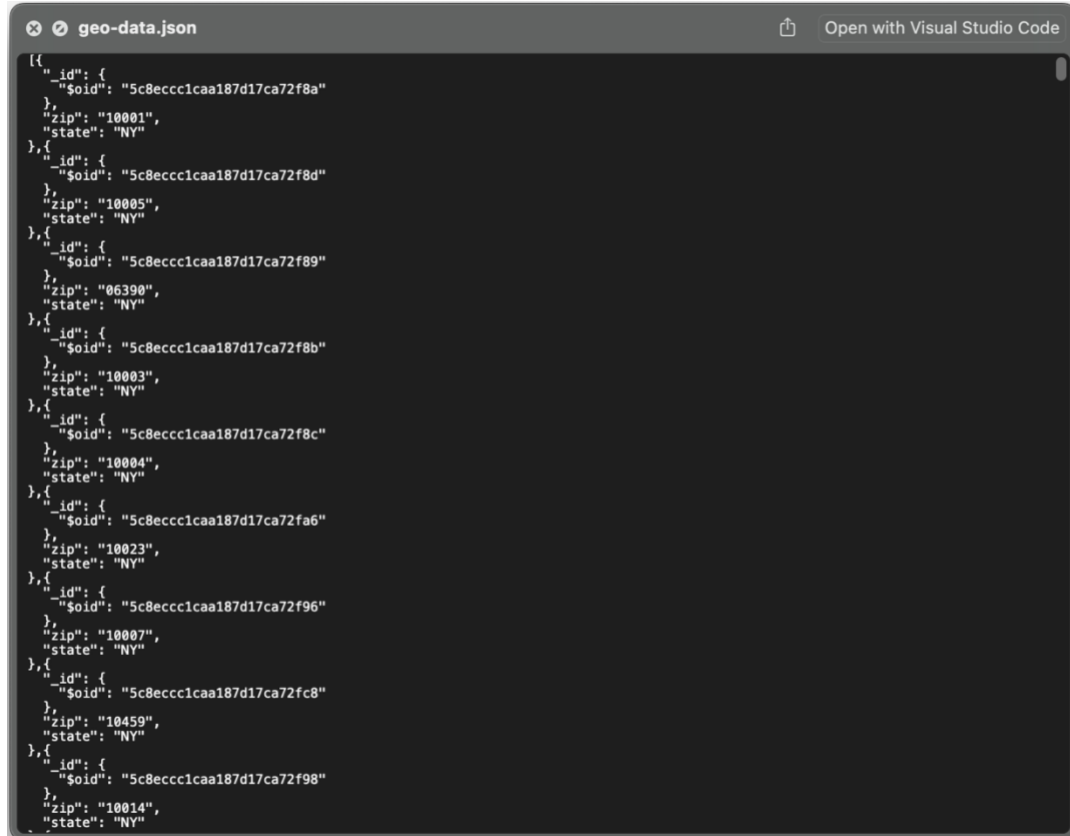 geo-data.json
Open with Visual Studio Code
[{
  "_id": {
    "$oid": "5c8eccc1caa187d17ca72f8a"
  },
  "zip": "10001",
  "state": "NY"
},{
  "_id": {
    "$oid": "5c8eccc1caa187d17ca72f8d"
  },
  "zip": "10005",
  "state": "NY"
},{
  "_id": {
    "$oid": "5c8eccc1caa187d17ca72f89"
  },
  "zip": "06390",
  "state": "NY"
},{
  "_id": {
    "$oid": "5c8eccc1caa187d17ca72f8b"
  },
  "zip": "10003",
  "state": "NY"
},{
  "_id": {
    "$oid": "5c8eccc1caa187d17ca72f8c"
  },
  "zip": "10004",
  "state": "NY"
},{
  "_id": {
    "$oid": "5c8eccc1caa187d17ca72fa6"
  },
  "zip": "10023",
  "state": "NY"
},{
  "_id": {
    "$oid": "5c8eccc1caa187d17ca72f96"
  },
  "zip": "10007",
  "state": "NY"
},{
  "_id": {
    "$oid": "5c8eccc1caa187d17ca72fc8"
  },
  "zip": "10459",
  "state": "NY"
},{
  "_id": {
    "$oid": "5c8eccc1caa187d17ca72f98"
  },
  "zip": "10014",
  "state": "NY"